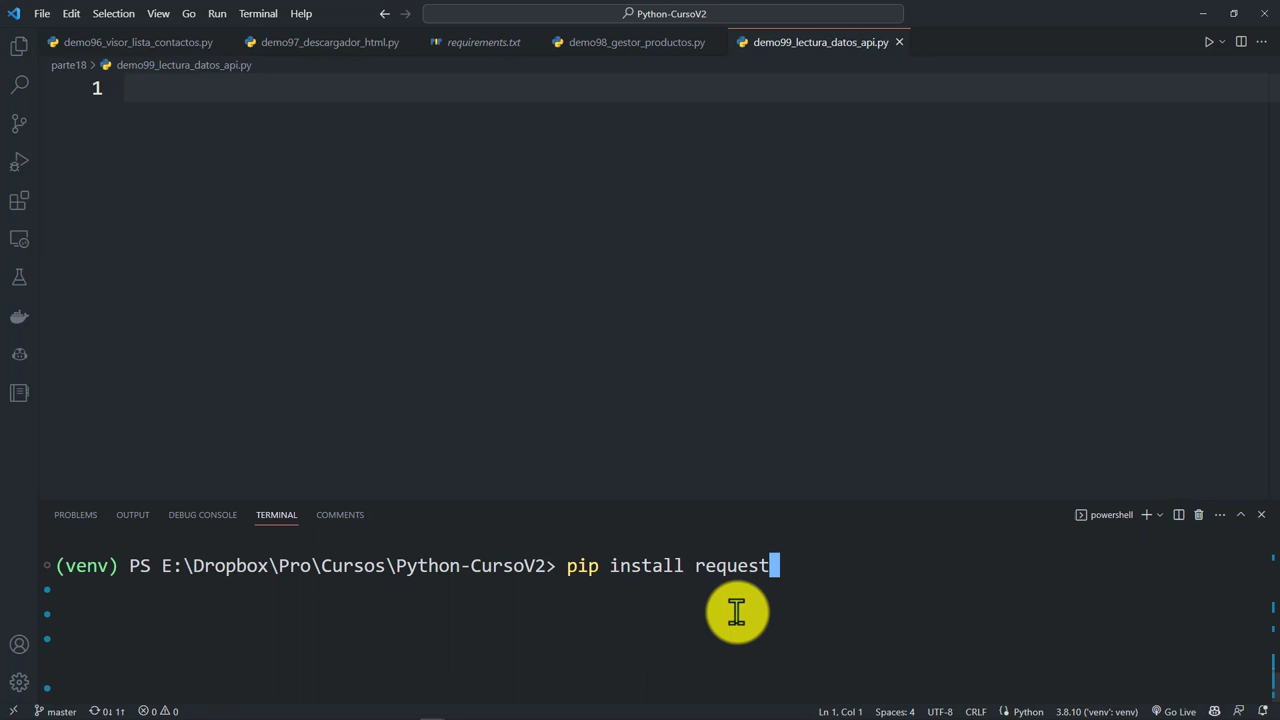 File Edit Selection View Go Run Terminal Help Python-CursoV2
demo96_visor_lista_contactos.py demo97_descargador_html.py requirements.txt demo98_gestor_productos.py demo99_lectura_datos_api.py
parte18 > demo99_lectura_datos_api.py
1
PROBLEMS OUTPUT DEBUG CONSOLE TERMINAL COMMENTS powershell
(venv) PS E:\Dropbox\Pro\Cursos\Python-CursoV2> pip install request
master 0↓ 1↑ 0 0 Ln 1, Col 1 Spaces: 4 UTF-8 CRLF Python 3.8.10 ('venv': venv) Go Live